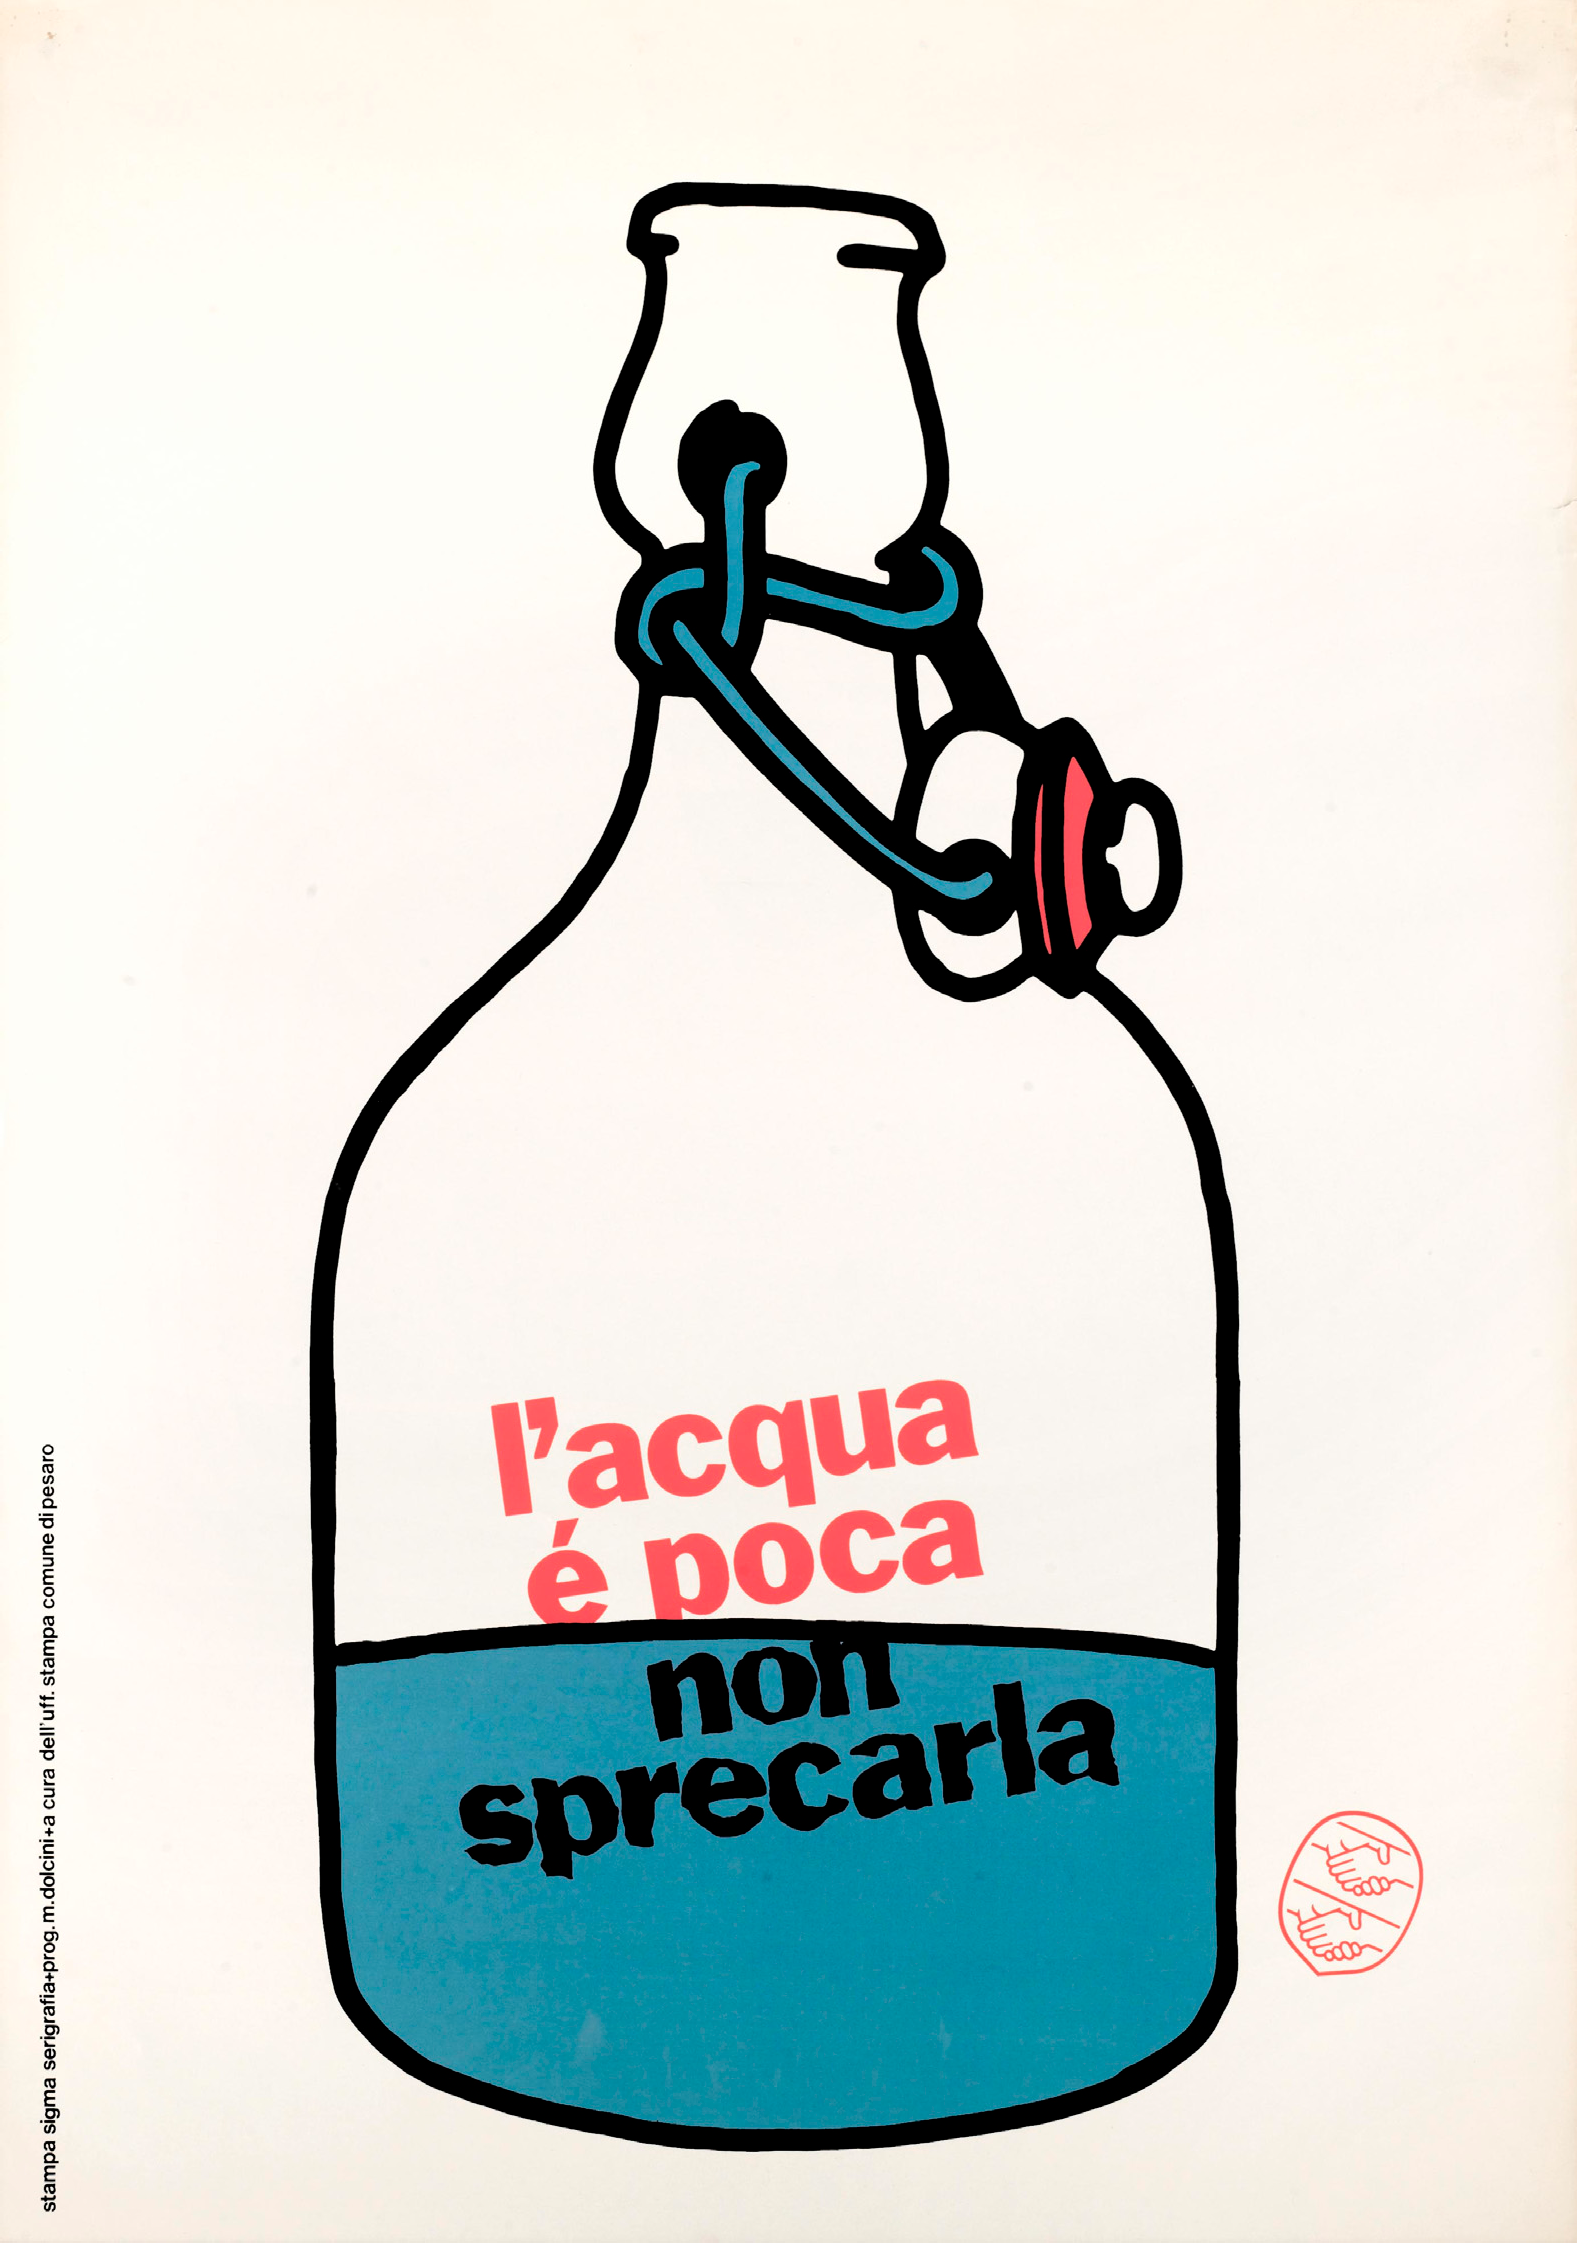 l'acqua
é poca
non
sprecarla
stampa sigma serigrafia+prog. m. dolcini+a cura dell'uff. stampa comune di pesaro